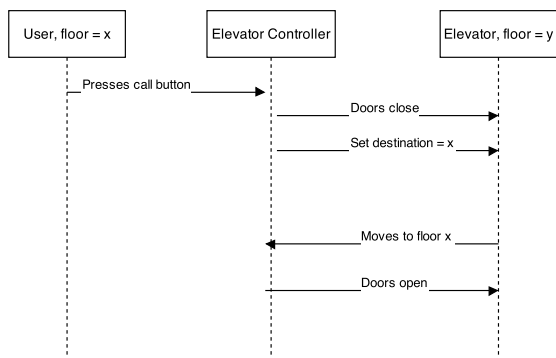 User, floor = x
Elevator Controller
Elevator, floor = y
Presses call button
Doors close
Set destination = x
Moves to floor x
Doors open